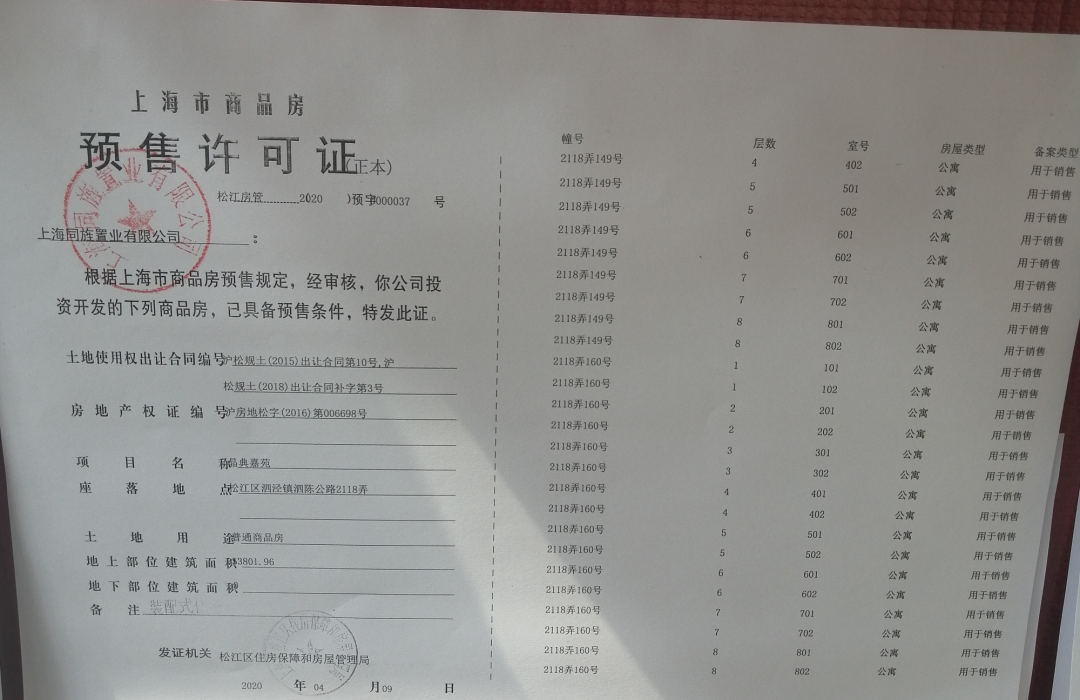 上海市商品房
预售许可证(正本)
松江房管(2020)预字0000037 号
上海同旌置业有限公司：
根据上海市商品房预售规定，经审核，你公司投
资开发的下列商品房，已具备预售条件，特发此证。
土地使用权出让合同编号 沪松规土(2015)出让合同第10号,沪
松规土(2018)出让合同补字第3号
房地产权证编号 沪房地松字(2016)第006698号
项目名称 品典嘉苑
座落地点 松江区泗泾镇泗陈公路2118弄
土地用途 普通商品房
地上部位建筑面积 3801.96
地下部位建筑面积
备注 装配式
发证机关 松江区住房保障和房屋管理局
2020 年 04 月 09 日
幢号 层数 室号 房屋类型 备案类型
2118弄149号 4 402 公寓 用于销售
2118弄149号 5 501 公寓 用于销售
2118弄149号 5 502 公寓 用于销售
2118弄149号 6 601 公寓 用于销售
2118弄149号 6 602 公寓 用于销售
2118弄149号 7 701 公寓 用于销售
2118弄149号 7 702 公寓 用于销售
2118弄149号 8 801 公寓 用于销售
2118弄149号 8 802 公寓 用于销售
2118弄160号 1 101 公寓 用于销售
2118弄160号 1 102 公寓 用于销售
2118弄160号 2 201 公寓 用于销售
2118弄160号 2 202 公寓 用于销售
2118弄160号 3 301 公寓 用于销售
2118弄160号 3 302 公寓 用于销售
2118弄160号 4 401 公寓 用于销售
2118弄160号 4 402 公寓 用于销售
2118弄160号 5 501 公寓 用于销售
2118弄160号 5 502 公寓 用于销售
2118弄160号 6 601 公寓 用于销售
2118弄160号 6 602 公寓 用于销售
2118弄160号 7 701 公寓 用于销售
2118弄160号 7 702 公寓 用于销售
2118弄160号 8 801 公寓 用于销售
2118弄160号 8 802 公寓 用于销售